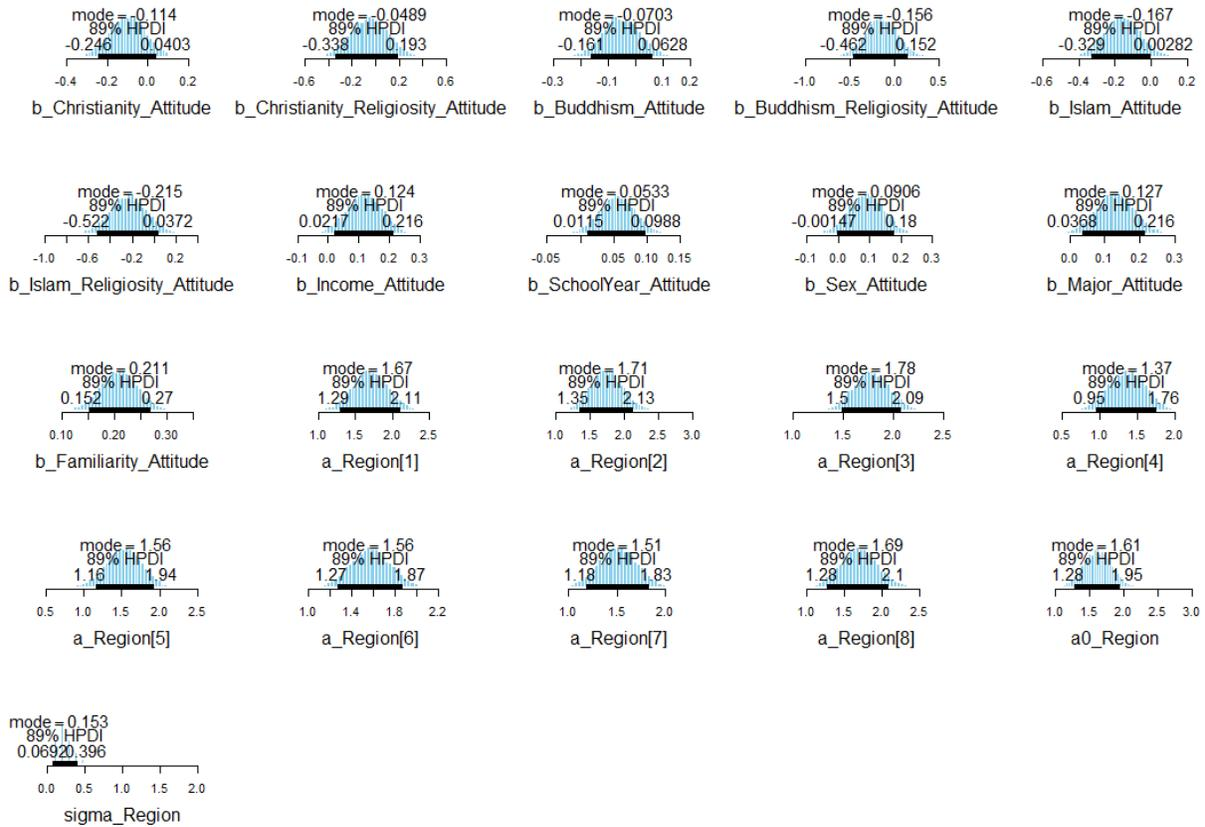 mode = -0.114
89% HPDI
-0.246 0.0403
-0.4 -0.2 0.0 0.2
b_Christianity_Attitude
mode = -0.0489
89% HPDI
-0.338 0.193
-0.6 -0.2 0.2 0.6
b_Christianity_Religiosity_Attitude
mode = -0.0703
89% HPDI
-0.161 0.0628
-0.3 -0.1 0.1 0.2
b_Buddhism_Attitude
mode = -0.156
89% HPDI
-0.462 0.152
-1.0 -0.5 0.0 0.5
b_Buddhism_Religiosity_Attitude
mode = -0.167
89% HPDI
-0.329 0.00282
-0.6 -0.4 -0.2 0.0 0.2
b_Islam_Attitude
mode = -0.215
89% HPDI
-0.522 0.0372
-1.0 -0.6 -0.2 0.2
b_Islam_Religiosity_Attitude
mode = 0.124
89% HPDI
0.0217 0.216
-0.1 0.0 0.1 0.2 0.3
b_Income_Attitude
mode = 0.0533
89% HPDI
0.0115 0.0988
-0.05 0.05 0.10 0.15
b_SchoolYear_Attitude
mode = 0.0906
89% HPDI
-0.00147 0.18
-0.1 0.0 0.1 0.2 0.3
b_Sex_Attitude
mode = 0.127
89% HPDI
0.0368 0.216
0.0 0.1 0.2 0.3
b_Major_Attitude
mode = 0.211
89% HPDI
0.152 0.27
0.10 0.20 0.30
b_Familiarity_Attitude
mode = 1.67
89% HPDI
1.29 2.11
1.0 1.5 2.0 2.5
a_Region[1]
mode = 1.71
89% HPDI
1.35 2.13
1.0 1.5 2.0 2.5 3.0
a_Region[2]
mode = 1.78
89% HPDI
1.5 2.09
1.0 1.5 2.0 2.5
a_Region[3]
mode = 1.37
89% HPDI
0.95 1.76
0.5 1.0 1.5 2.0
a_Region[4]
mode = 1.56
89% HPDI
1.16 1.94
0.5 1.0 1.5 2.0 2.5
a_Region[5]
mode = 1.56
89% HPDI
1.27 1.87
1.0 1.4 1.8 2.2
a_Region[6]
mode = 1.51
89% HPDI
1.18 1.83
1.0 1.5 2.0
a_Region[7]
mode = 1.69
89% HPDI
1.28 2.1
1.0 1.5 2.0 2.5
a_Region[8]
mode = 1.61
89% HPDI
1.28 1.95
1.0 1.5 2.0 2.5 3.0
a0_Region
mode = 0.153
89% HPDI
0.0692 0.396
0.0 0.5 1.0 1.5 2.0
sigma_Region